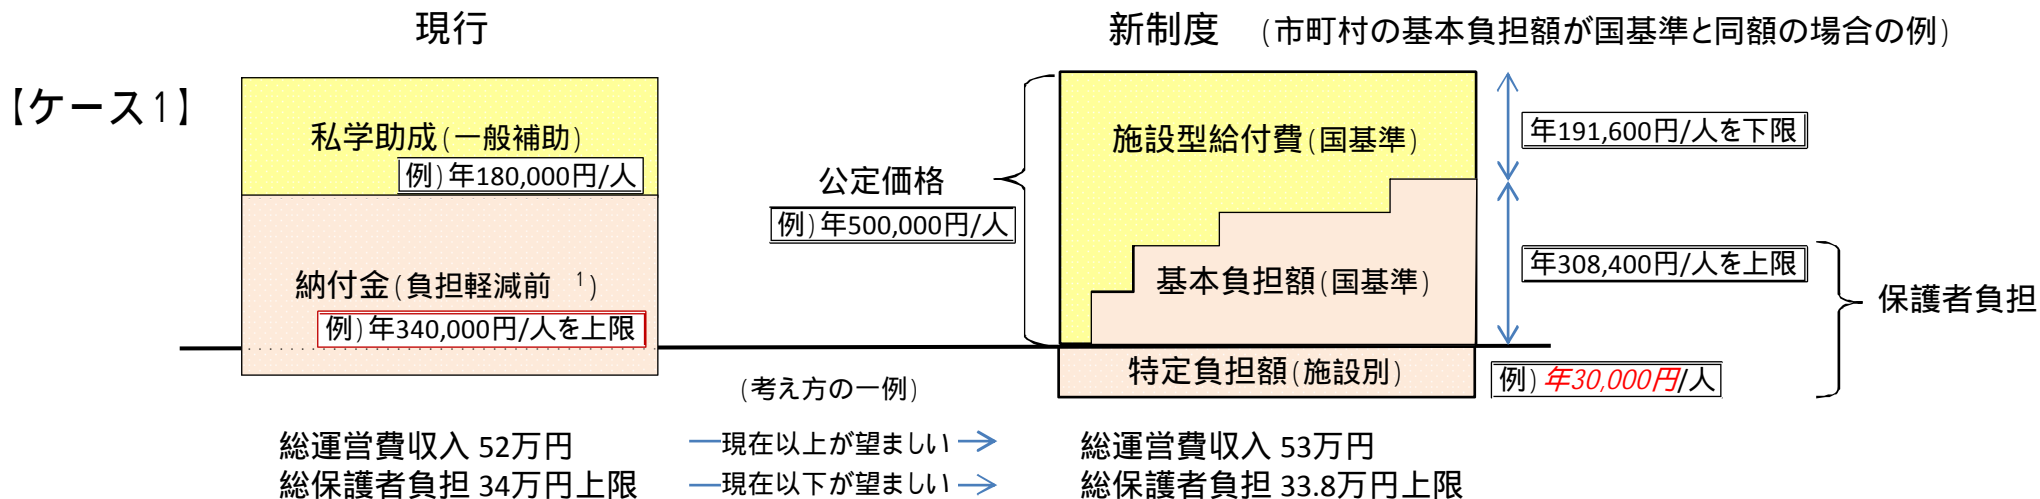 現行
新制度 (市町村の基本負担額が国基準と同額の場合の例)
【ケース1】
私学助成(一般補助)
例)年180,000円/人
納付金(負担軽減前 1)
例)年340,000円/人を上限
公定価格
例)年500,000円/人
施設型給付費(国基準)
年191,600円/人を下限
基本負担額(国基準)
年308,400円/人を上限
保護者負担
特定負担額(施設別)
例)年30,000円/人
(考え方の一例)
総運営費収入 52万円
現在以上が望ましい
総運営費収入 53万円
総保護者負担 34万円上限
現在以下が望ましい
総保護者負担 33.8万円上限